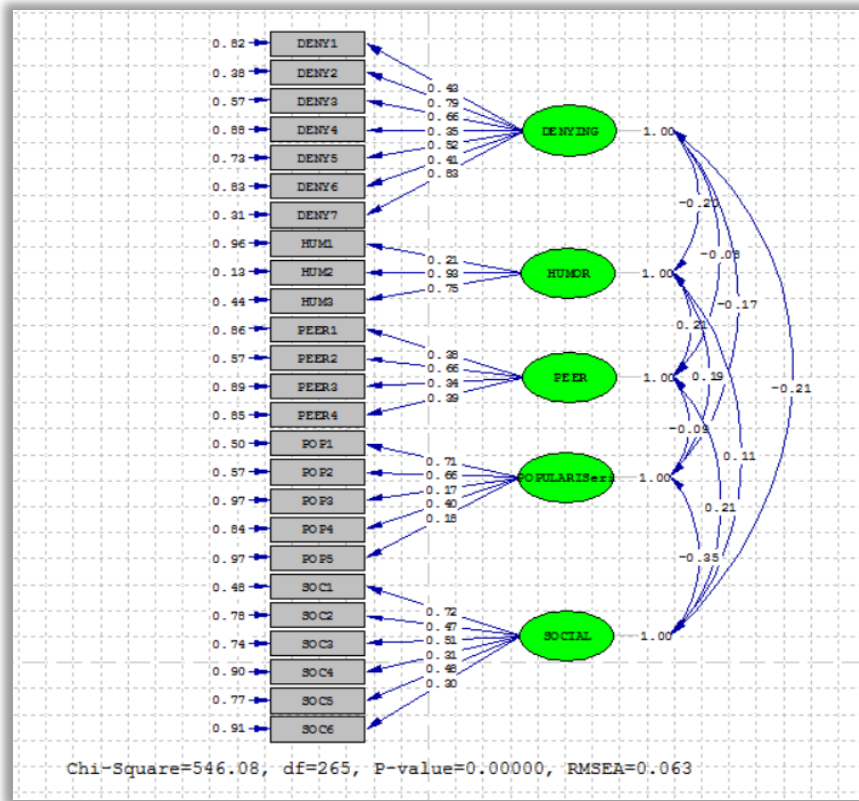 0.82 DENY1
0.38 DENY2
0.57 DENY3
0.88 DENY4
0.73 DENY5
0.83 DENY6
0.31 DENY7
0.96 HUM1
0.13 HUM2
0.44 HUM3
0.86 PEER1
0.57 PEER2
0.89 PEER3
0.85 PEER4
0.50 POP1
0.57 POP2
0.97 POP3
0.84 POP4
0.97 POP5
0.48 SOC1
0.78 SOC2
0.74 SOC3
0.90 SOC4
0.77 SOC5
0.91 SOC6
0.43
0.79
0.66
0.35
0.52
0.41
0.83
0.21
0.93
0.75
0.38
0.66
0.34
0.39
0.71
0.66
0.17
0.40
0.18
0.72
0.47
0.51
0.31
0.48
0.30
DENYING 1.00
HUMOR 1.00
PEER 1.00
POPULARISer 1.00
SOCIAL 1.00
-0.20
-0.17
0.21
0.19
-0.21
-0.09
0.11
0.21
-0.35
Chi-Square=546.08, df=265, P-value=0.00000, RMSEA=0.063